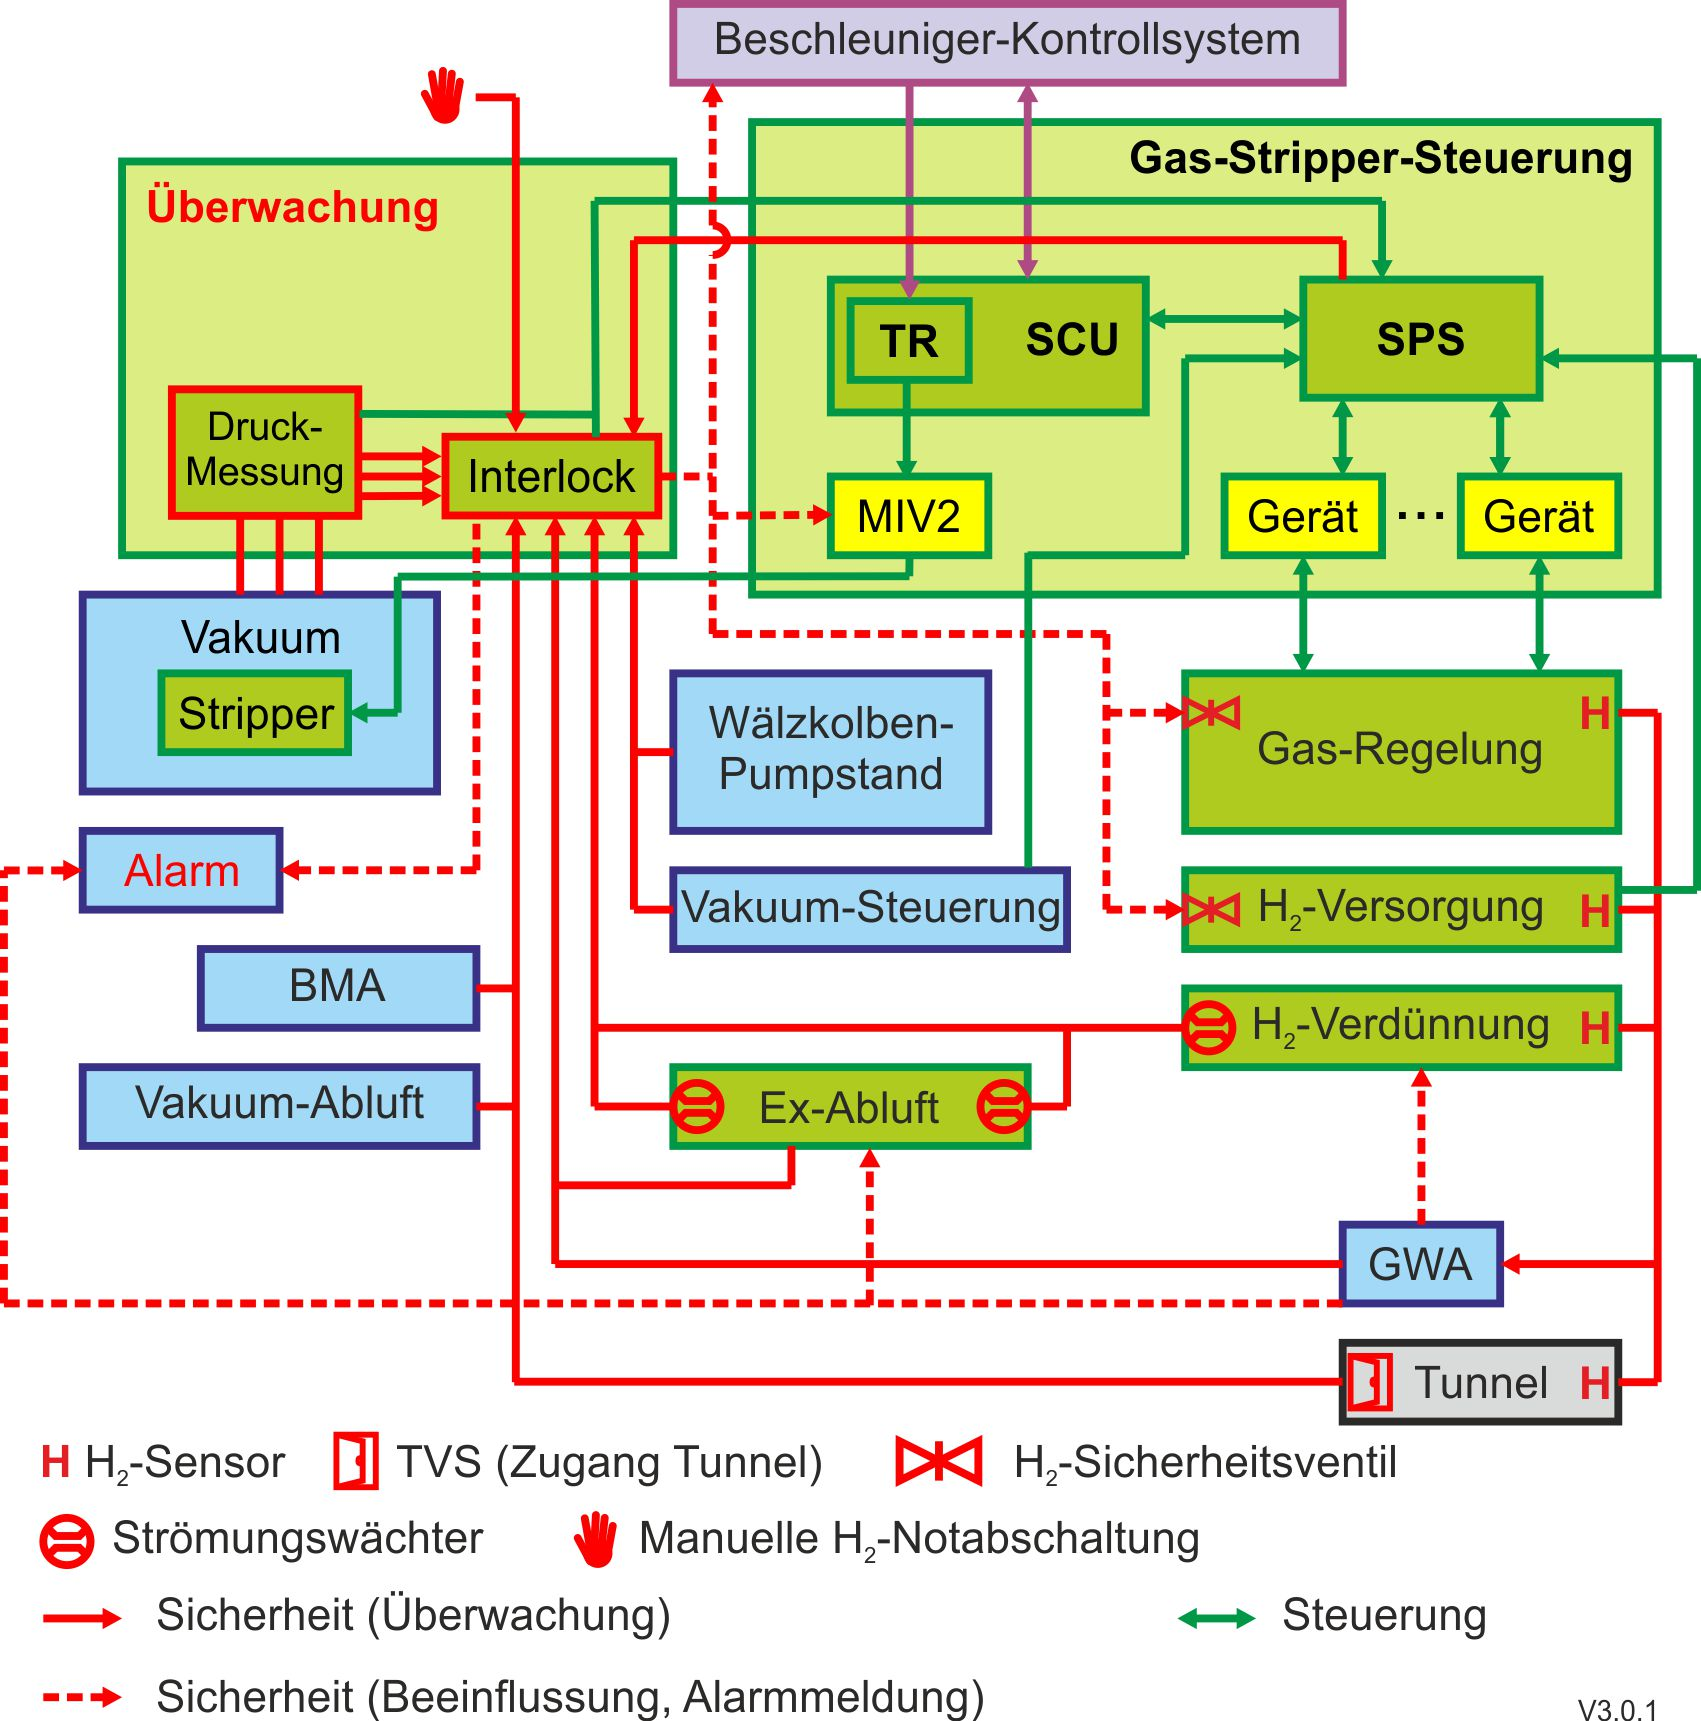 Beschleuniger-Kontrollsystem
Gas-Stripper-Steuerung
Überwachung
TR
SCU
SPS
Druck-
Messung
Interlock
MIV2
Gerät
...
Gerät
Vakuum
Stripper
Wälzkolben-
Pumpstand
H
Gas-Regelung
Alarm
Vakuum-Steuerung
H2-Versorgung
H
BMA
H2-Verdünnung
H
Vakuum-Abluft
Ex-Abluft
GWA
Tunnel
H
H H2-Sensor
TVS (Zugang Tunnel)
H2-Sicherheitsventil
Strömungswächter
Manuelle H2-Notabschaltung
Sicherheit (Überwachung)
Steuerung
Sicherheit (Beeinflussung, Alarmmeldung)
V3.0.1